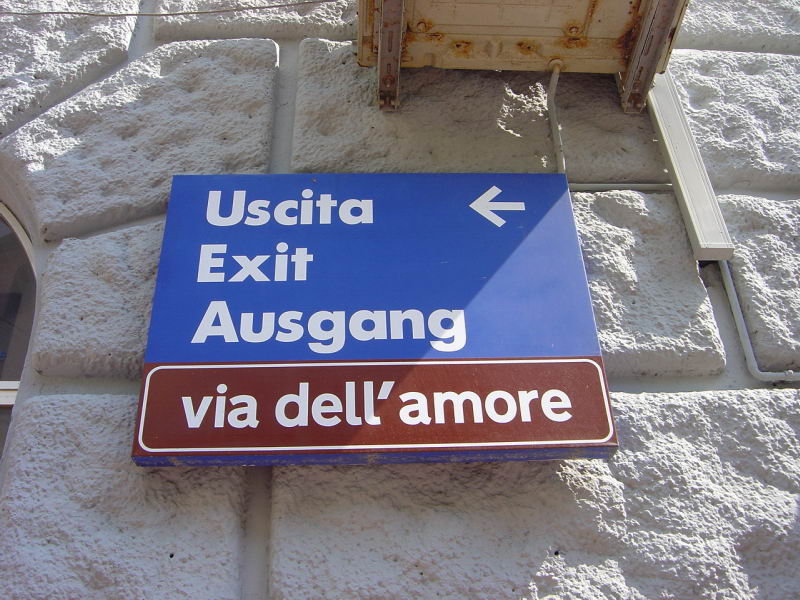 Uscita ←
Exit
Ausgang
via dell'amore